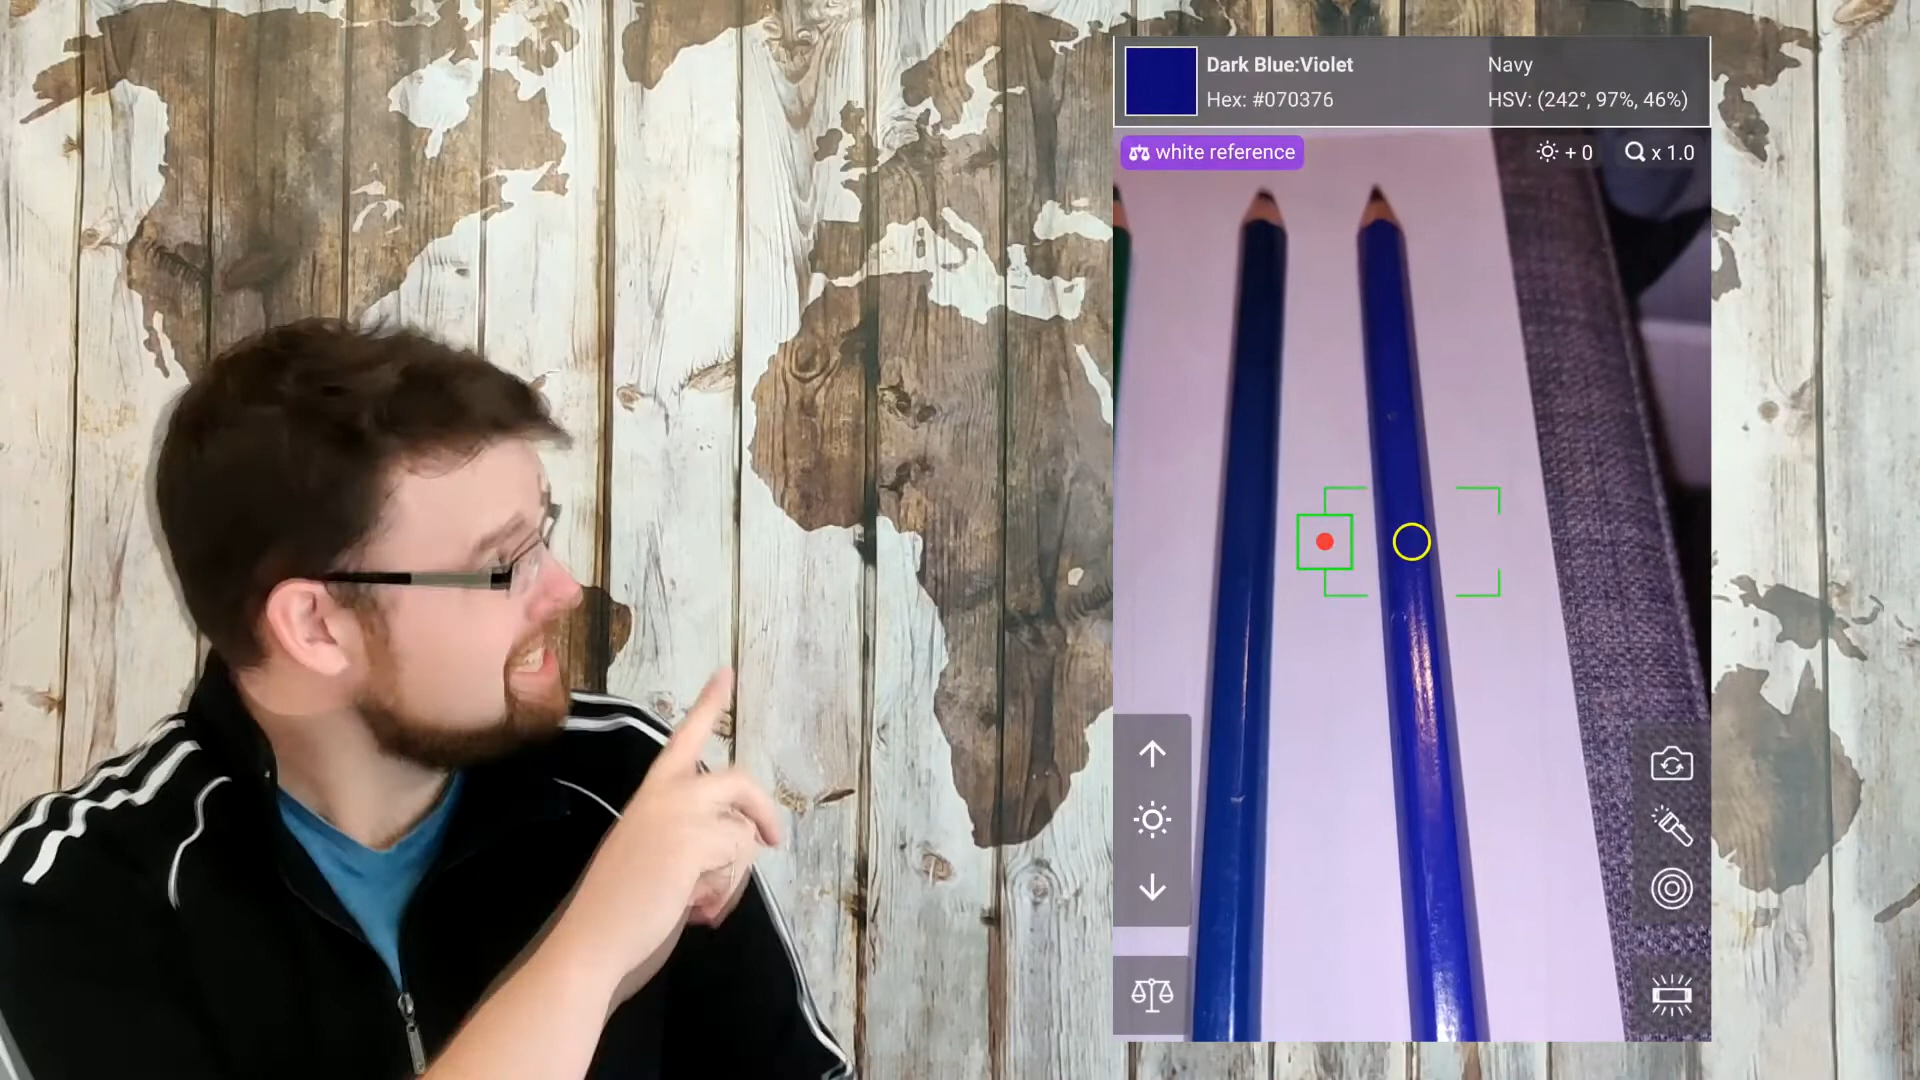 Dark Blue:Violet
Navy
Hex: #070376
HSV: (242°, 97%, 46%)
white reference
+ 0
x 1.0